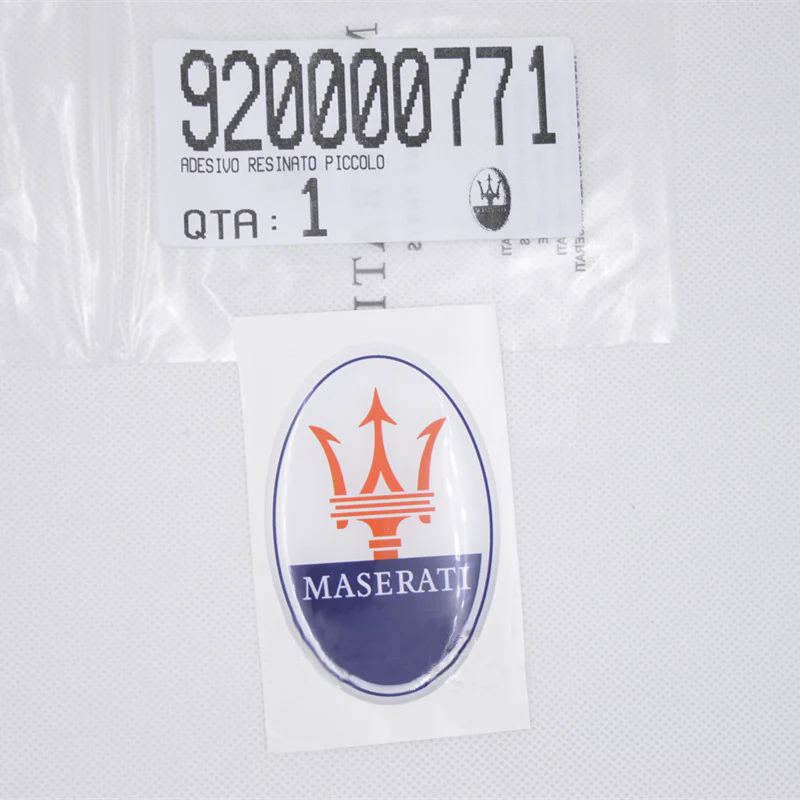 920000771
ADESIVO RESINATO PICCOLO
QTA: 1
MASERATI